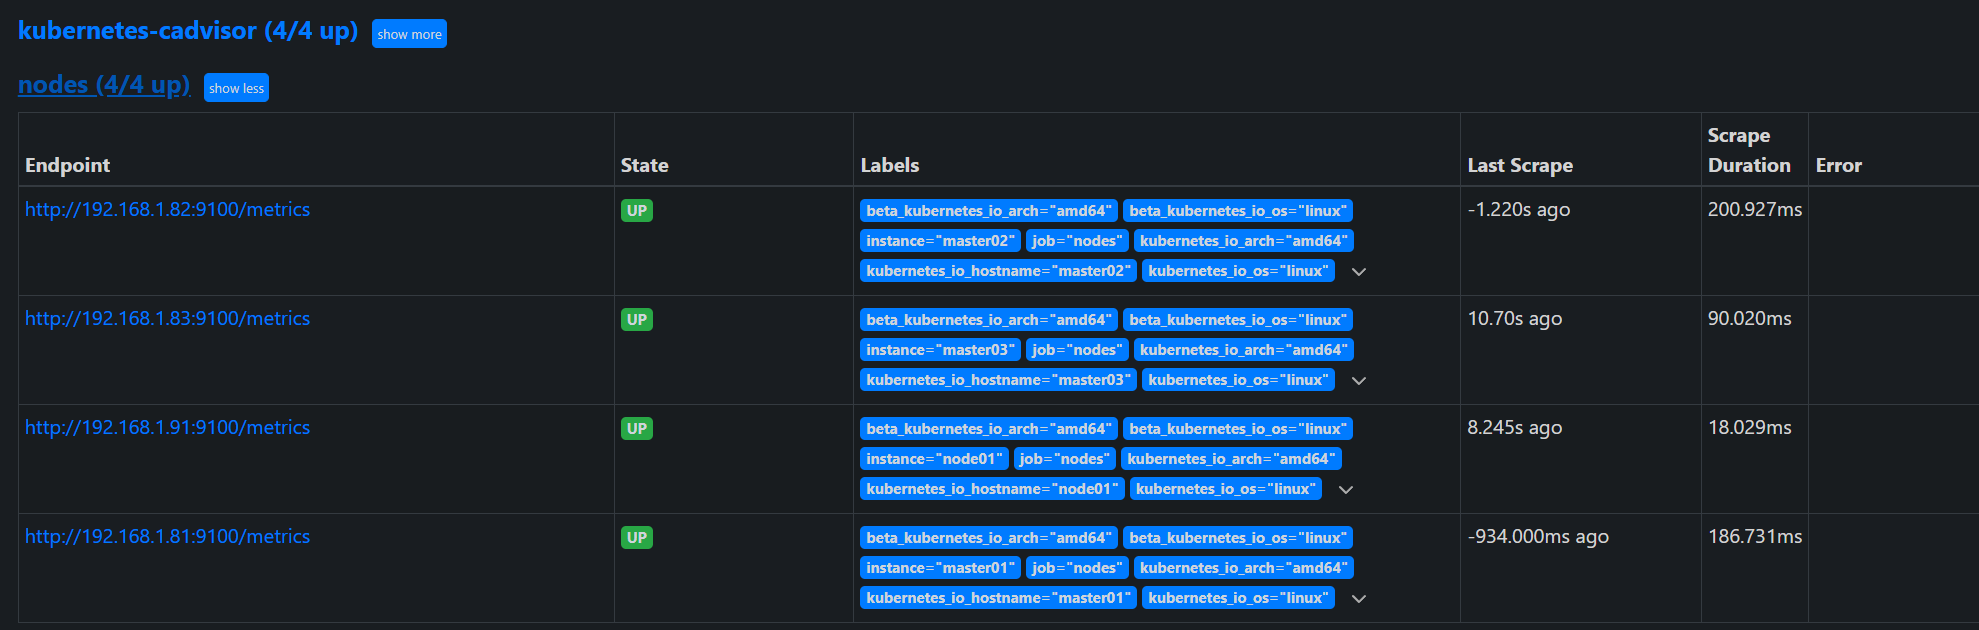 kubernetes-cadvisor (4/4 up) show more
nodes (4/4 up) show less
Endpoint State Labels Last Scrape Scrape Duration Error
http://192.168.1.82:9100/metrics UP beta_kubernetes_io_arch="amd64" beta_kubernetes_io_os="linux" -1.220s ago 200.927ms
instance="master02" job="nodes" kubernetes_io_arch="amd64"
kubernetes_io_hostname="master02" kubernetes_io_os="linux"
http://192.168.1.83:9100/metrics UP beta_kubernetes_io_arch="amd64" beta_kubernetes_io_os="linux" 10.70s ago 90.020ms
instance="master03" job="nodes" kubernetes_io_arch="amd64"
kubernetes_io_hostname="master03" kubernetes_io_os="linux"
http://192.168.1.91:9100/metrics UP beta_kubernetes_io_arch="amd64" beta_kubernetes_io_os="linux" 8.245s ago 18.029ms
instance="node01" job="nodes" kubernetes_io_arch="amd64"
kubernetes_io_hostname="node01" kubernetes_io_os="linux"
http://192.168.1.81:9100/metrics UP beta_kubernetes_io_arch="amd64" beta_kubernetes_io_os="linux" -934.000ms ago 186.731ms
instance="master01" job="nodes" kubernetes_io_arch="amd64"
kubernetes_io_hostname="master01" kubernetes_io_os="linux"